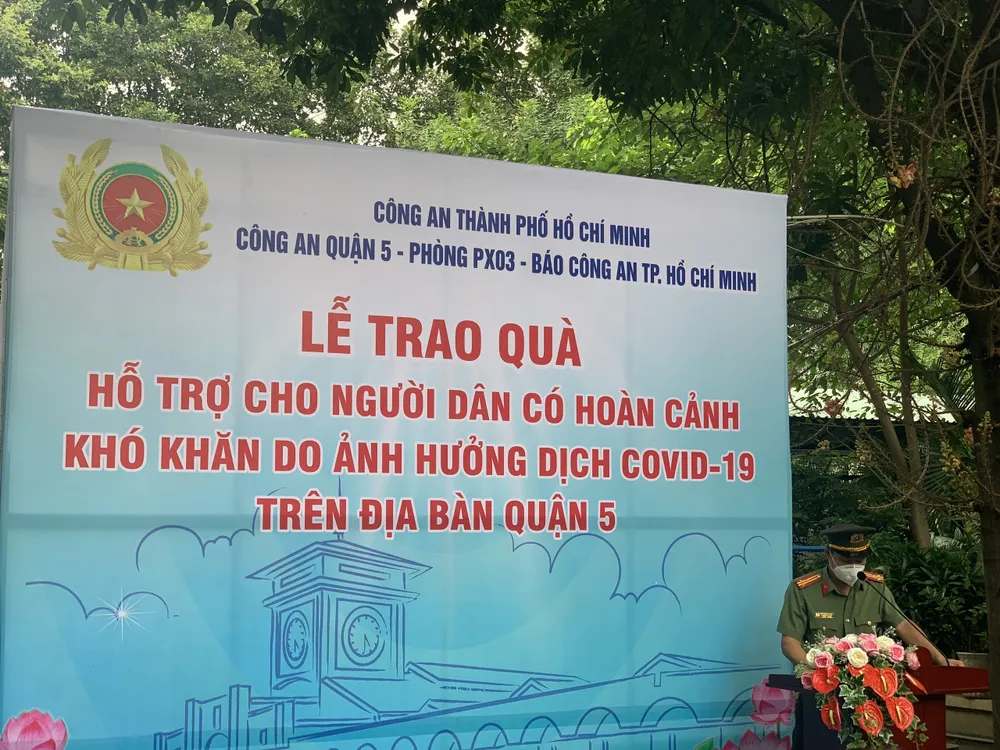 CÔNG AN THÀNH PHỐ HỒ CHÍ MINH
CÔNG AN QUẬN 5 - PHÒNG PX03 - BÁO CÔNG AN TP. HỒ CHÍ MINH
LỄ TRAO QUÀ
HỖ TRỢ CHO NGƯỜI DÂN CÓ HOÀN CẢNH
KHÓ KHĂN DO ẢNH HƯỞNG DỊCH COVID-19
TRÊN ĐỊA BÀN QUẬN 5